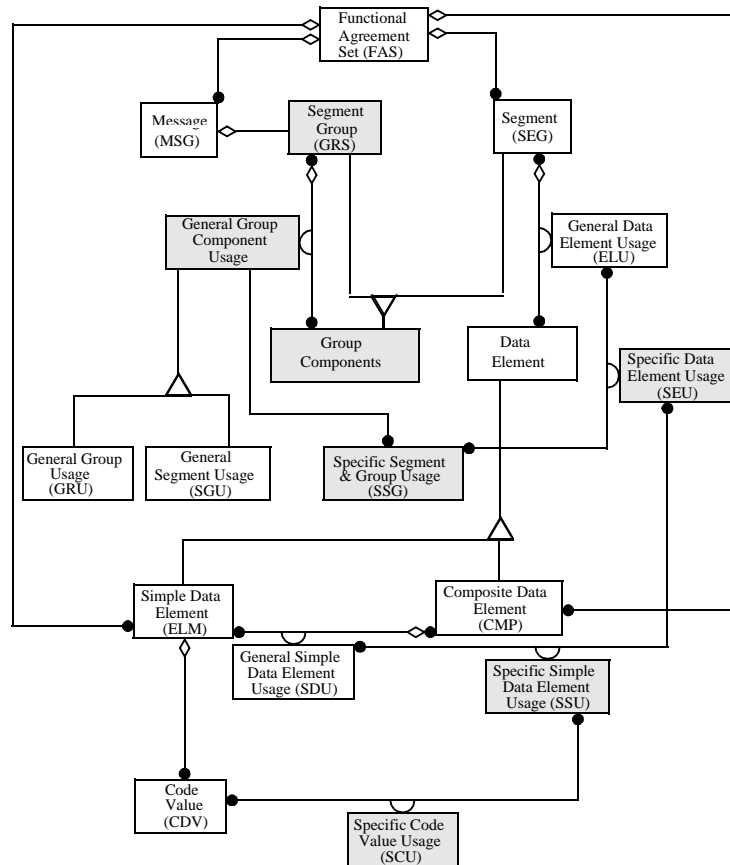 Functional
Agreement
Set (FAS)
Message
(MSG)
Segment
Group
(GRS)
Segment
(SEG)
General Group
Component
Usage
General Data
Element Usage
(ELU)
Group
Components
Data
Element
Specific Data
Element Usage
(SEU)
General Group
Usage
(GRU)
General
Segment Usage
(SGU)
Specific Segment
& Group Usage
(SSG)
Simple Data
Element
(ELM)
Composite Data
Element
(CMP)
General Simple
Data Element
Usage (SDU)
Specific Simple
Data Element
Usage (SSU)
Code
Value
(CDV)
Specific Code
Value Usage
(SCU)